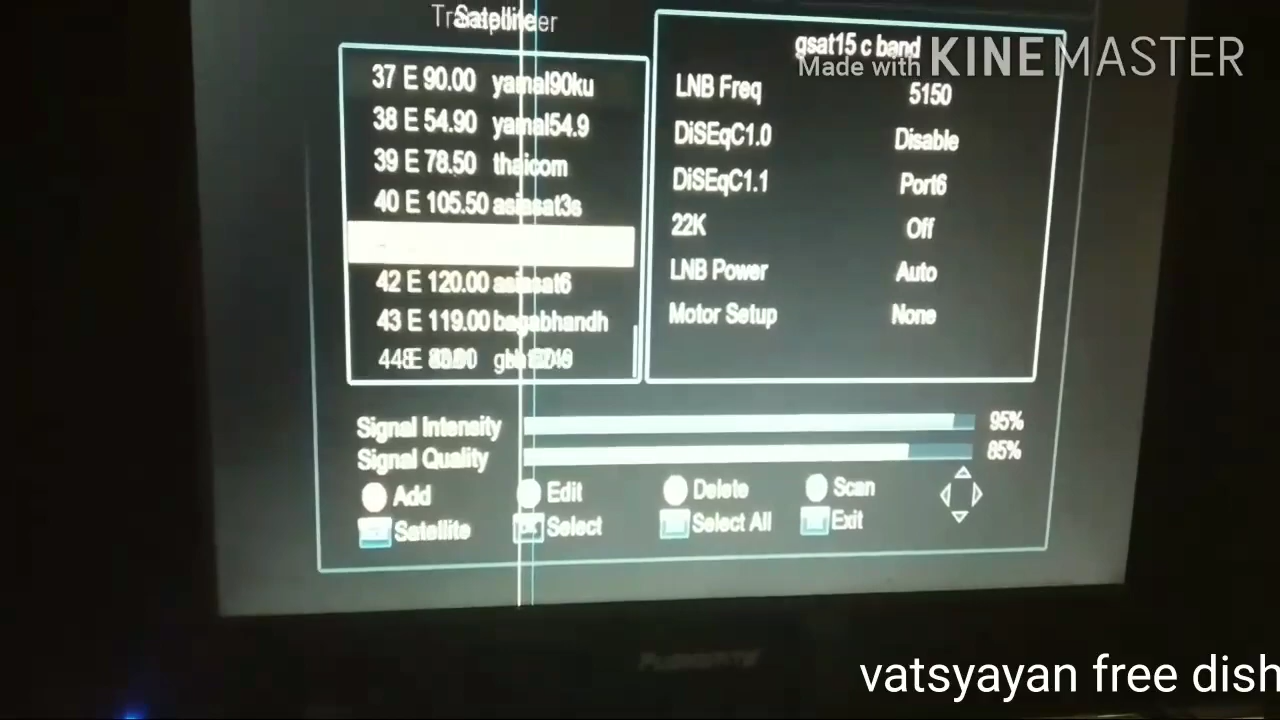 Satellite
gsat15 c band
Made with KINEMASTER
37 E 90.00 yamal90ku
38 E 54.90 yamal54.9
39 E 78.50 thaicom
40 E 105.50 asiasat3s
42 E 120.00 asiasat6
43 E 119.00 bagabhandh
LNB Freq 5150
DiSEqC1.0 Disable
DiSEqC1.1 Port6
22K Off
LNB Power Auto
Motor Setup None
Signal Intensity 95%
Signal Quality 85%
Add Edit Delete Scan
Satellite Select Select All Exit
vatsyayan free dish